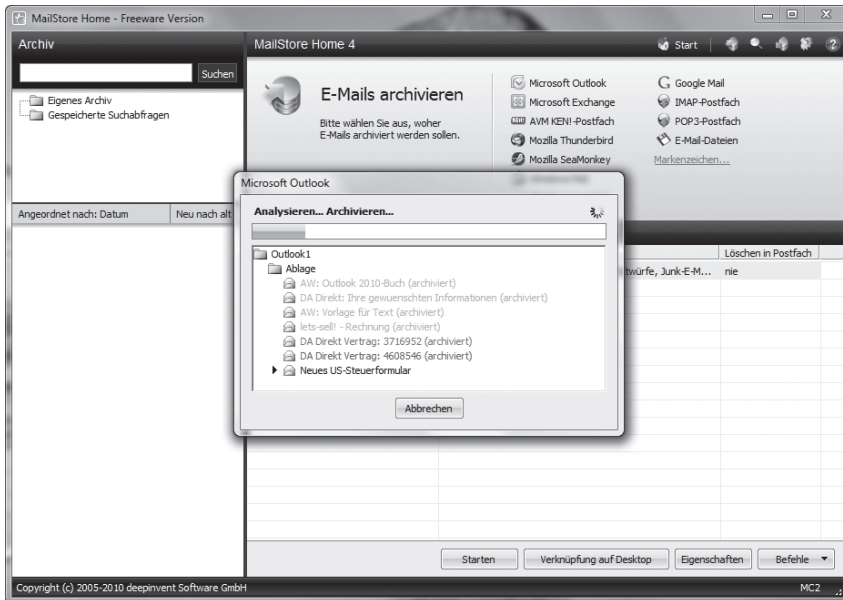 MailStore Home - Freeware Version
Archiv
MailStore Home 4
Start
Suchen
Eigenes Archiv
Gespeicherte Suchabfragen
E-Mails archivieren
Bitte wählen Sie aus, woher
E-Mails archiviert werden sollen.
Microsoft Outlook
Microsoft Exchange
AVM KEN!-Postfach
Mozilla Thunderbird
Mozilla SeaMonkey
Google Mail
IMAP-Postfach
POP3-Postfach
E-Mail-Dateien
Markenzeichen...
Angeordnet nach: Datum
Neu nach alt
Microsoft Outlook
Analysieren... Archivieren...
Outlook1
Ablage
AW: Outlook 2010-Buch (archiviert)
DA Direkt: Ihre gewuenschten Informationen (archiviert)
AW: Vorlage für Text (archiviert)
lets-sell! - Rechnung (archiviert)
DA Direkt Vertrag: 3716952 (archiviert)
DA Direkt Vertrag: 4608546 (archiviert)
Neues US-Steuerformular
Abbrechen
Löschen in Postfach
twürfe, Junk-E-M... nie
Starten
Verknüpfung auf Desktop
Eigenschaften
Befehle
Copyright (c) 2005-2010 deepinvent Software GmbH
MC2